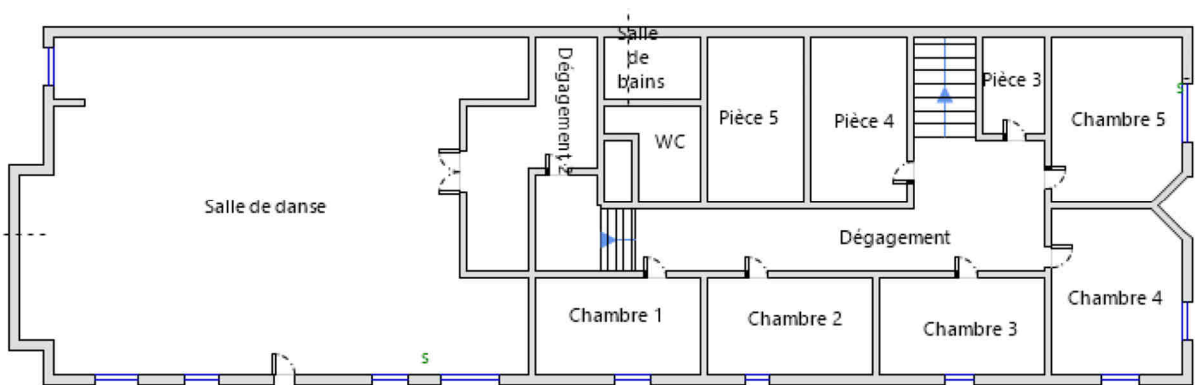 Salle
de
bains
Dégagement 2
Pièce 3
Pièce 5
Pièce 4
Chambre 5
s
WC
Salle de danse
Dégagement
Chambre 4
Chambre 1
Chambre 2
Chambre 3
s